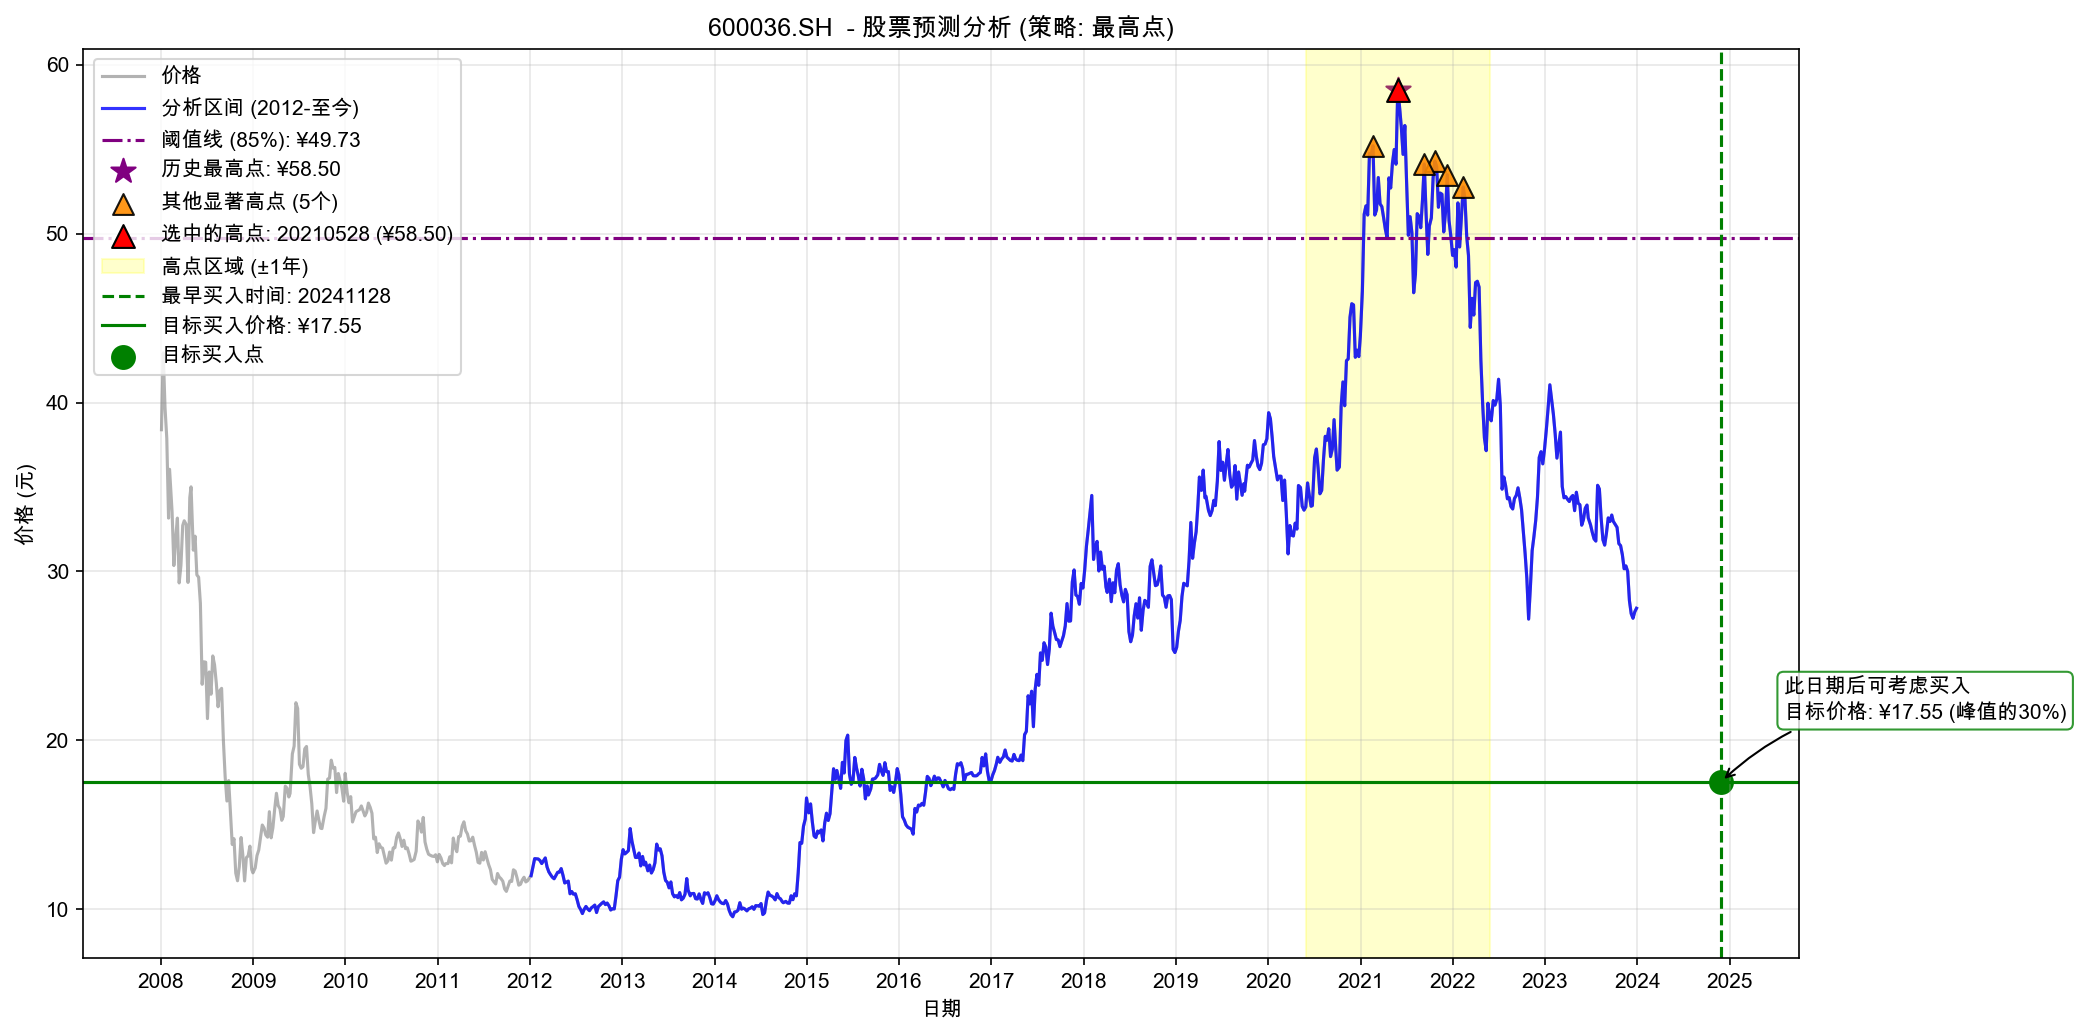 600036.SH - 股票预测分析 (策略: 最高点)
价格
分析区间 (2012-至今)
阈值线 (85%): ¥49.73
历史最高点: ¥58.50
其他显著高点 (5个)
选中的高点: 20210528 (¥58.50)
高点区域 (±1年)
最早买入时间: 20241128
目标买入价格: ¥17.55
目标买入点
价格 (元)
60
50
40
30
20
10
此日期后可考虑买入
目标价格: ¥17.55 (峰值的30%)
2008 2009 2010 2011 2012 2013 2014 2015 2016 2017 2018 2019 2020 2021 2022 2023 2024 2025
日期